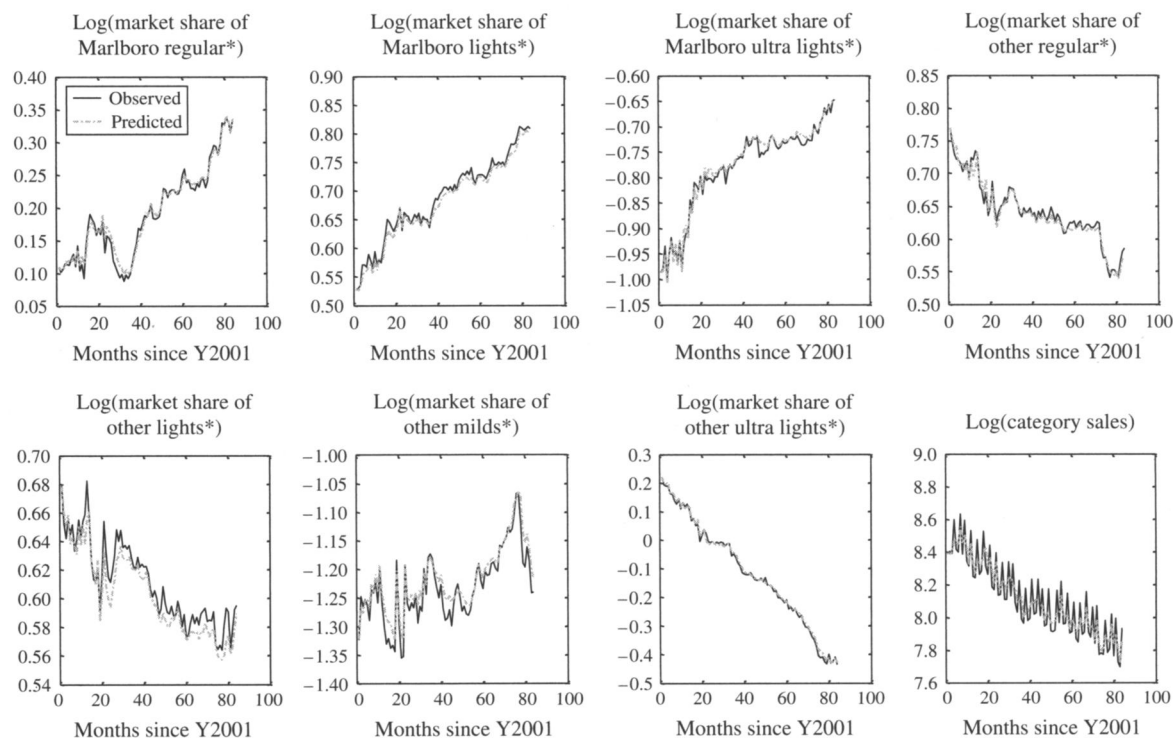 Log(market share of
Marlboro regular*)
0.40
0.35
0.30
0.25
0.20
0.15
0.10
0.05
Observed
Predicted
0 20 40 60 80 100
Months since Y2001
Log(market share of
Marlboro lights*)
0.90
0.85
0.80
0.75
0.70
0.65
0.60
0.55
0.50
0 20 40 60 80 100
Months since Y2001
Log(market share of
Marlboro ultra lights*)
−0.60
−0.65
−0.70
−0.75
−0.80
−0.85
−0.90
−0.95
−1.00
−1.05
0 20 40 60 80 100
Months since Y2001
Log(market share of
other regular*)
0.85
0.80
0.75
0.70
0.65
0.60
0.55
0.50
0 20 40 60 80 100
Months since Y2001
Log(market share of
other lights*)
0.70
0.68
0.66
0.64
0.62
0.60
0.58
0.56
0.54
0 20 40 60 80 100
Months since Y2001
Log(market share of
other milds*)
−1.00
−1.05
−1.10
−1.15
−1.20
−1.25
−1.30
−1.35
−1.40
0 20 40 60 80 100
Months since Y2001
Log(market share of
other ultra lights*)
0.3
0.2
0.1
0
−0.1
−0.2
−0.3
−0.4
−0.5
0 20 40 60 80 100
Months since Y2001
Log(category sales)
9.0
8.8
8.6
8.4
8.2
8.0
7.8
7.6
0 20 40 60 80 100
Months since Y2001